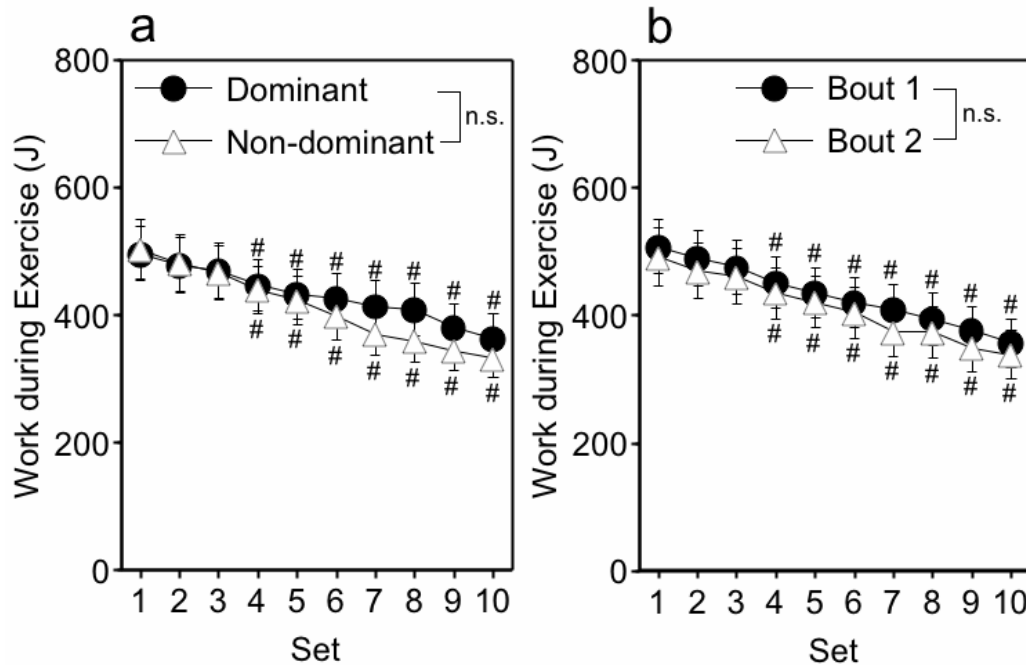 a
800
600
400
200
0
Work during Exercise (J)
Dominant
Non-dominant
n.s.
# # # # # # #
# # # # # # #
1 2 3 4 5 6 7 8 9 10
Set
b
800
600
400
200
0
Work during Exercise (J)
Bout 1
Bout 2
n.s.
# # # # # # #
# # # # # # #
1 2 3 4 5 6 7 8 9 10
Set